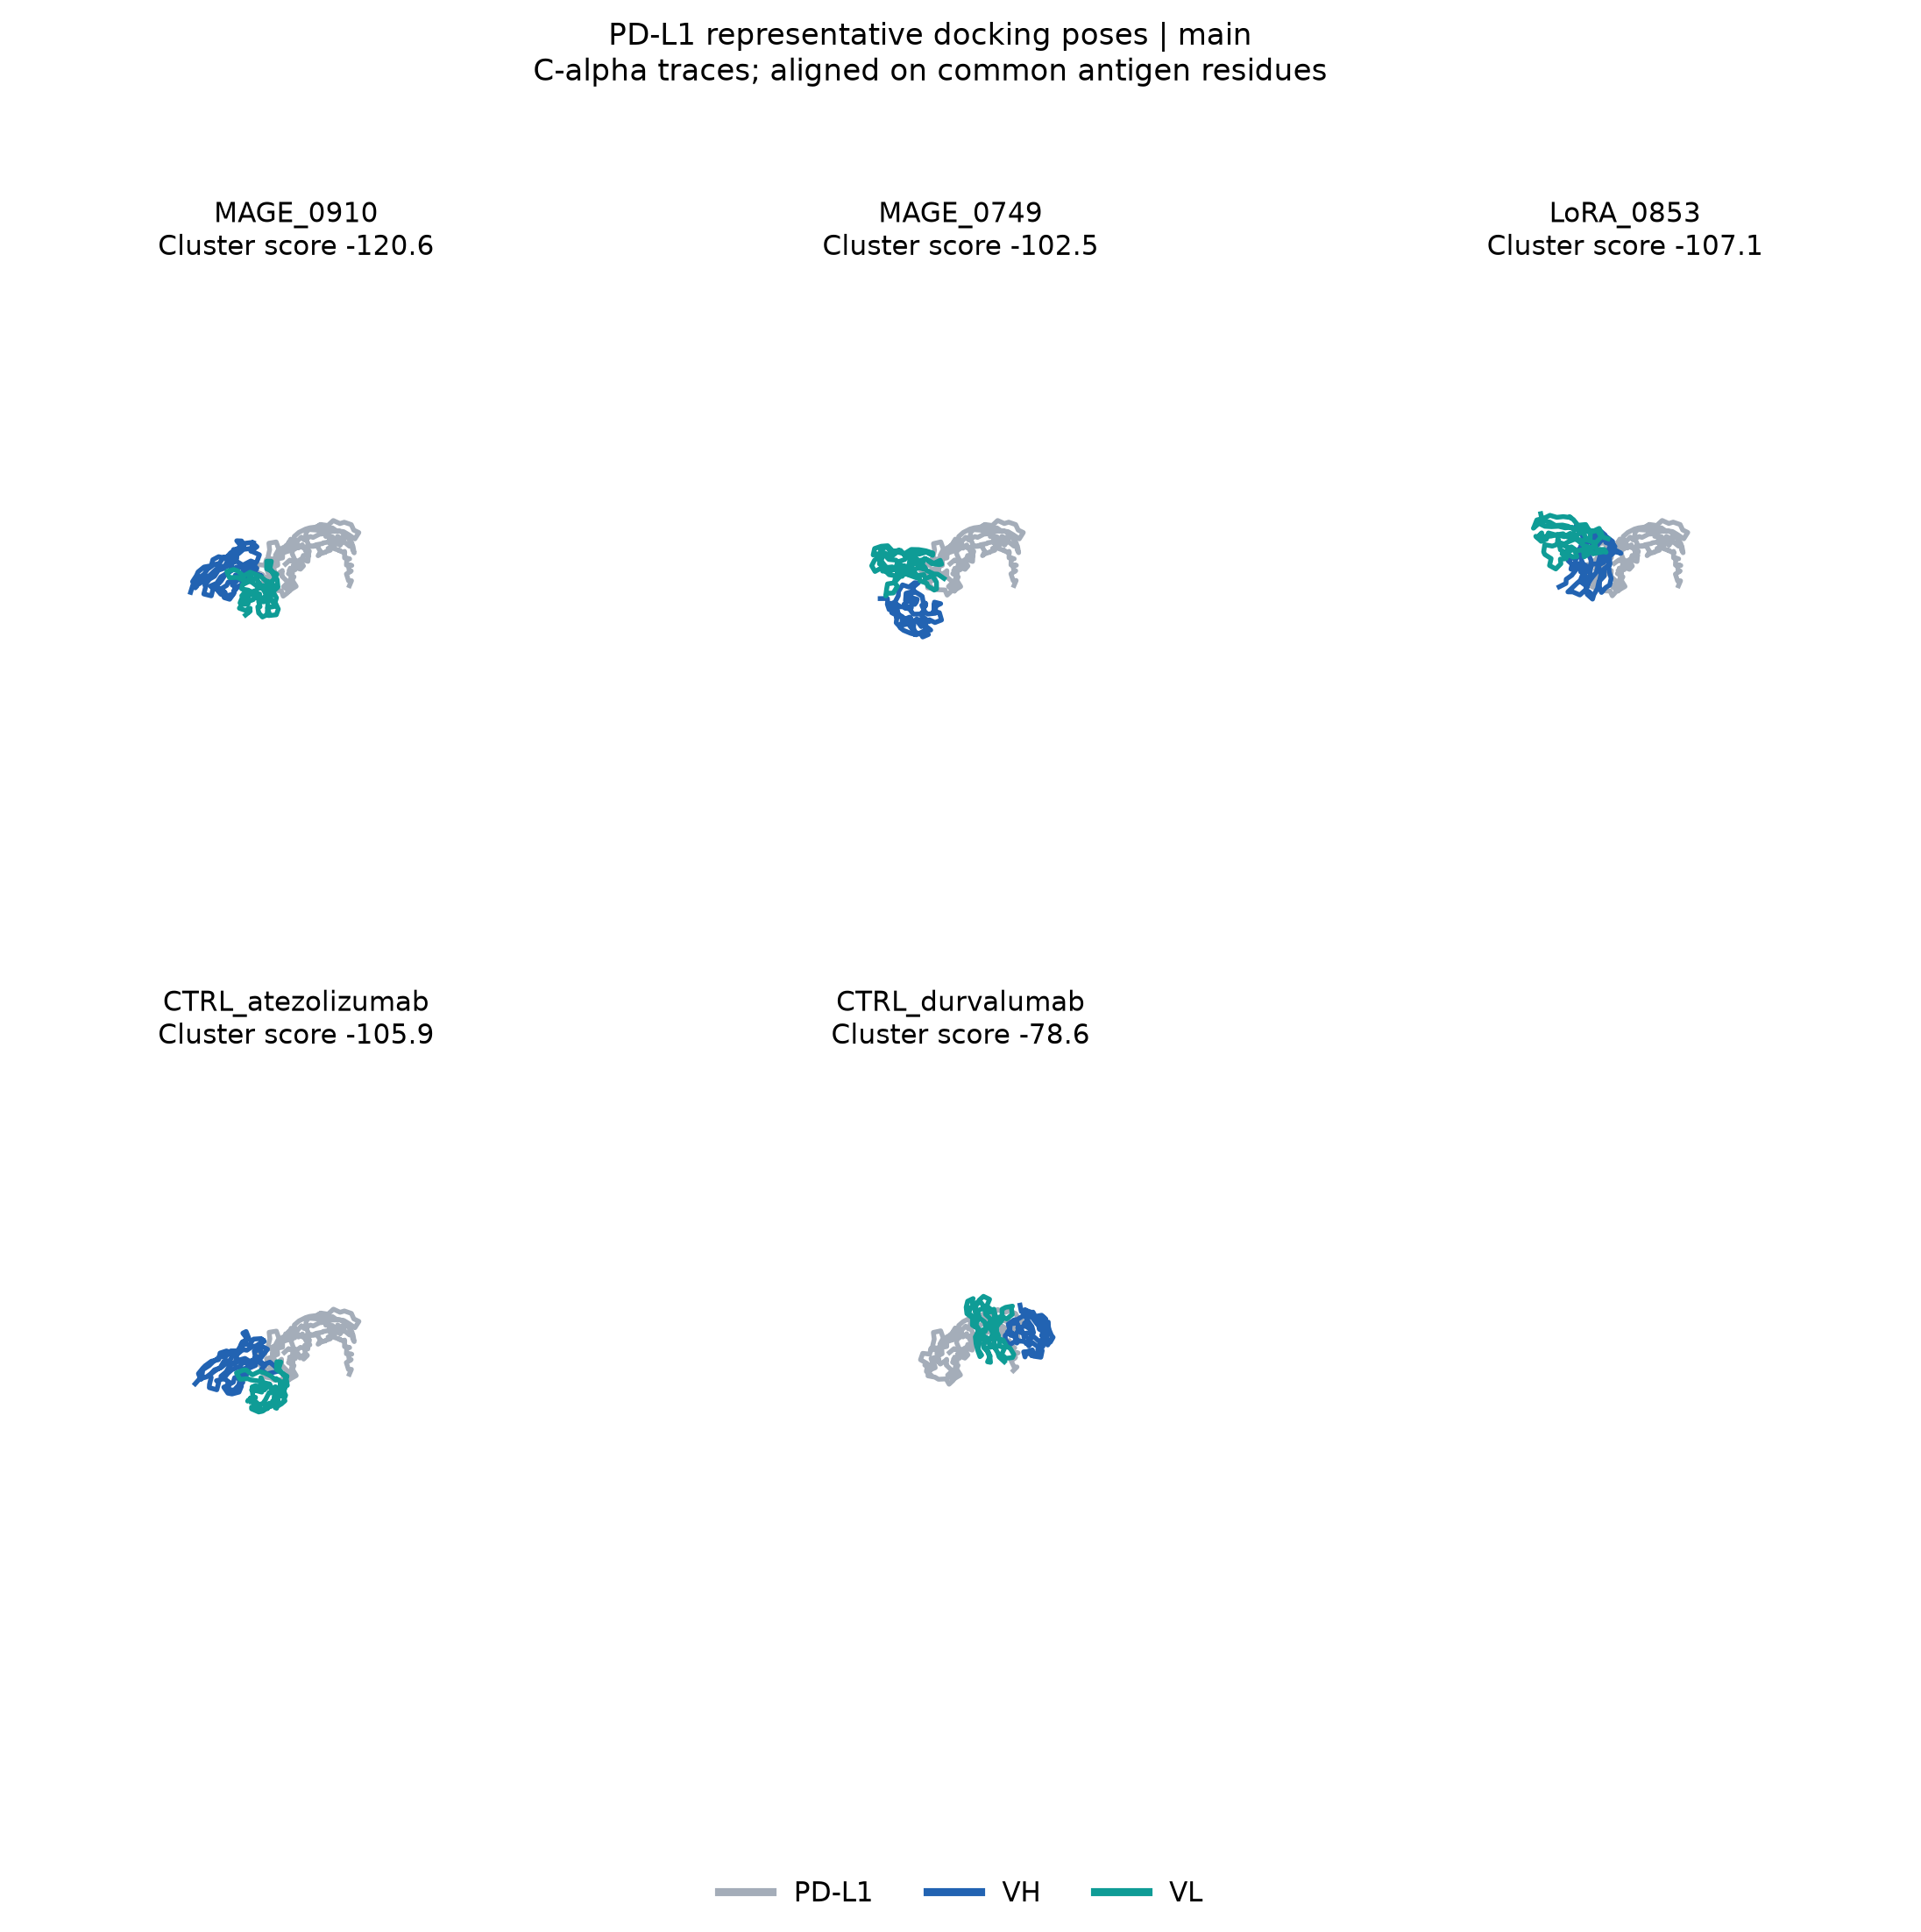 PD-L1 representative docking poses | main
C-alpha traces; aligned on common antigen residues
MAGE_0910
Cluster score -120.6
MAGE_0749
Cluster score -102.5
LoRA_0853
Cluster score -107.1
CTRL_atezolizumab
Cluster score -105.9
CTRL_durvalumab
Cluster score -78.6
PD-L1
VH
VL